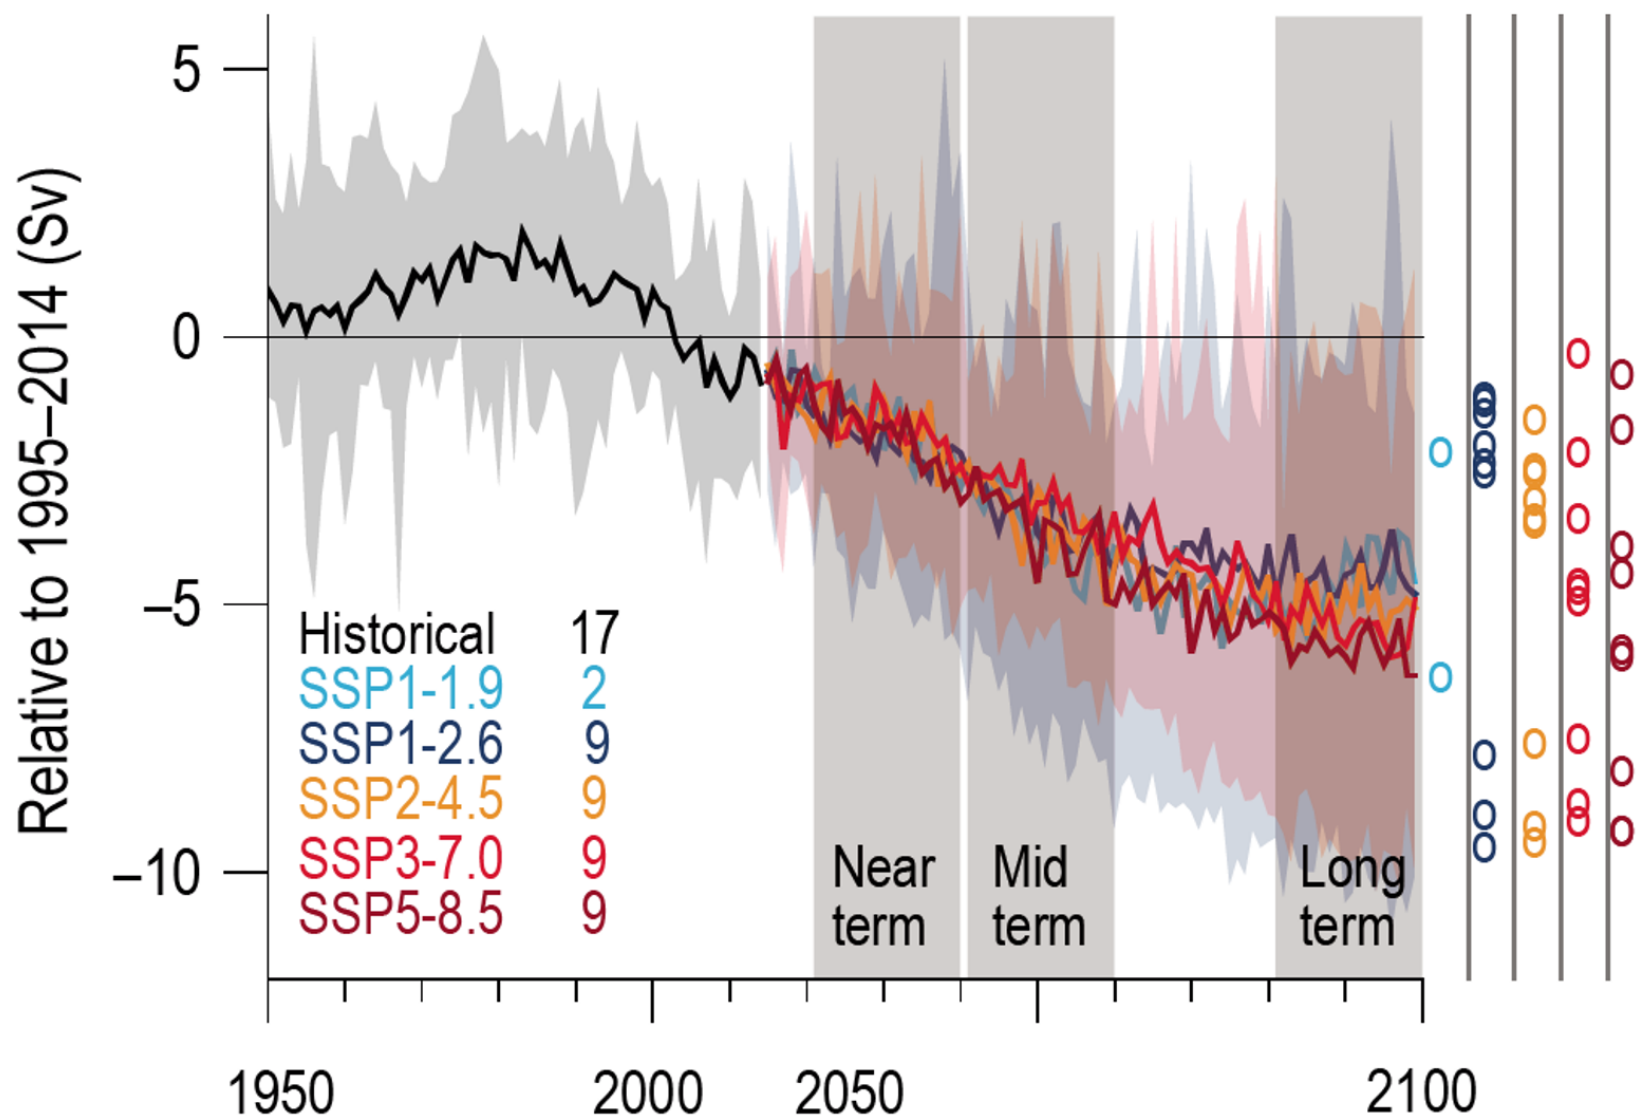 Relative to 1995–2014 (Sv)
5
0
−5
−10
Historical 17
SSP1-1.9 2
SSP1-2.6 9
SSP2-4.5 9
SSP3-7.0 9
SSP5-8.5 9
Near
term
Mid
term
Long
term
1950 2000 2050 2100